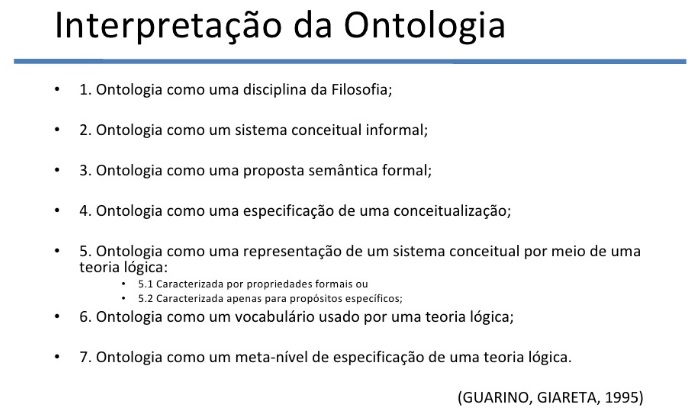 Interpretação da Ontologia
• 1. Ontologia como uma disciplina da Filosofia;
• 2. Ontologia como um sistema conceitual informal;
• 3. Ontologia como uma proposta semântica formal;
• 4. Ontologia como uma especificação de uma conceitualização;
• 5. Ontologia como uma representação de um sistema conceitual por meio de uma
teoria lógica:
• 5.1 Caracterizada por propriedades formais ou
• 5.2 Caracterizada apenas para propósitos específicos;
• 6. Ontologia como um vocabulário usado por uma teoria lógica;
• 7. Ontologia como um meta-nível de especificação de uma teoria lógica.
(GUARINO, GIARETA, 1995)